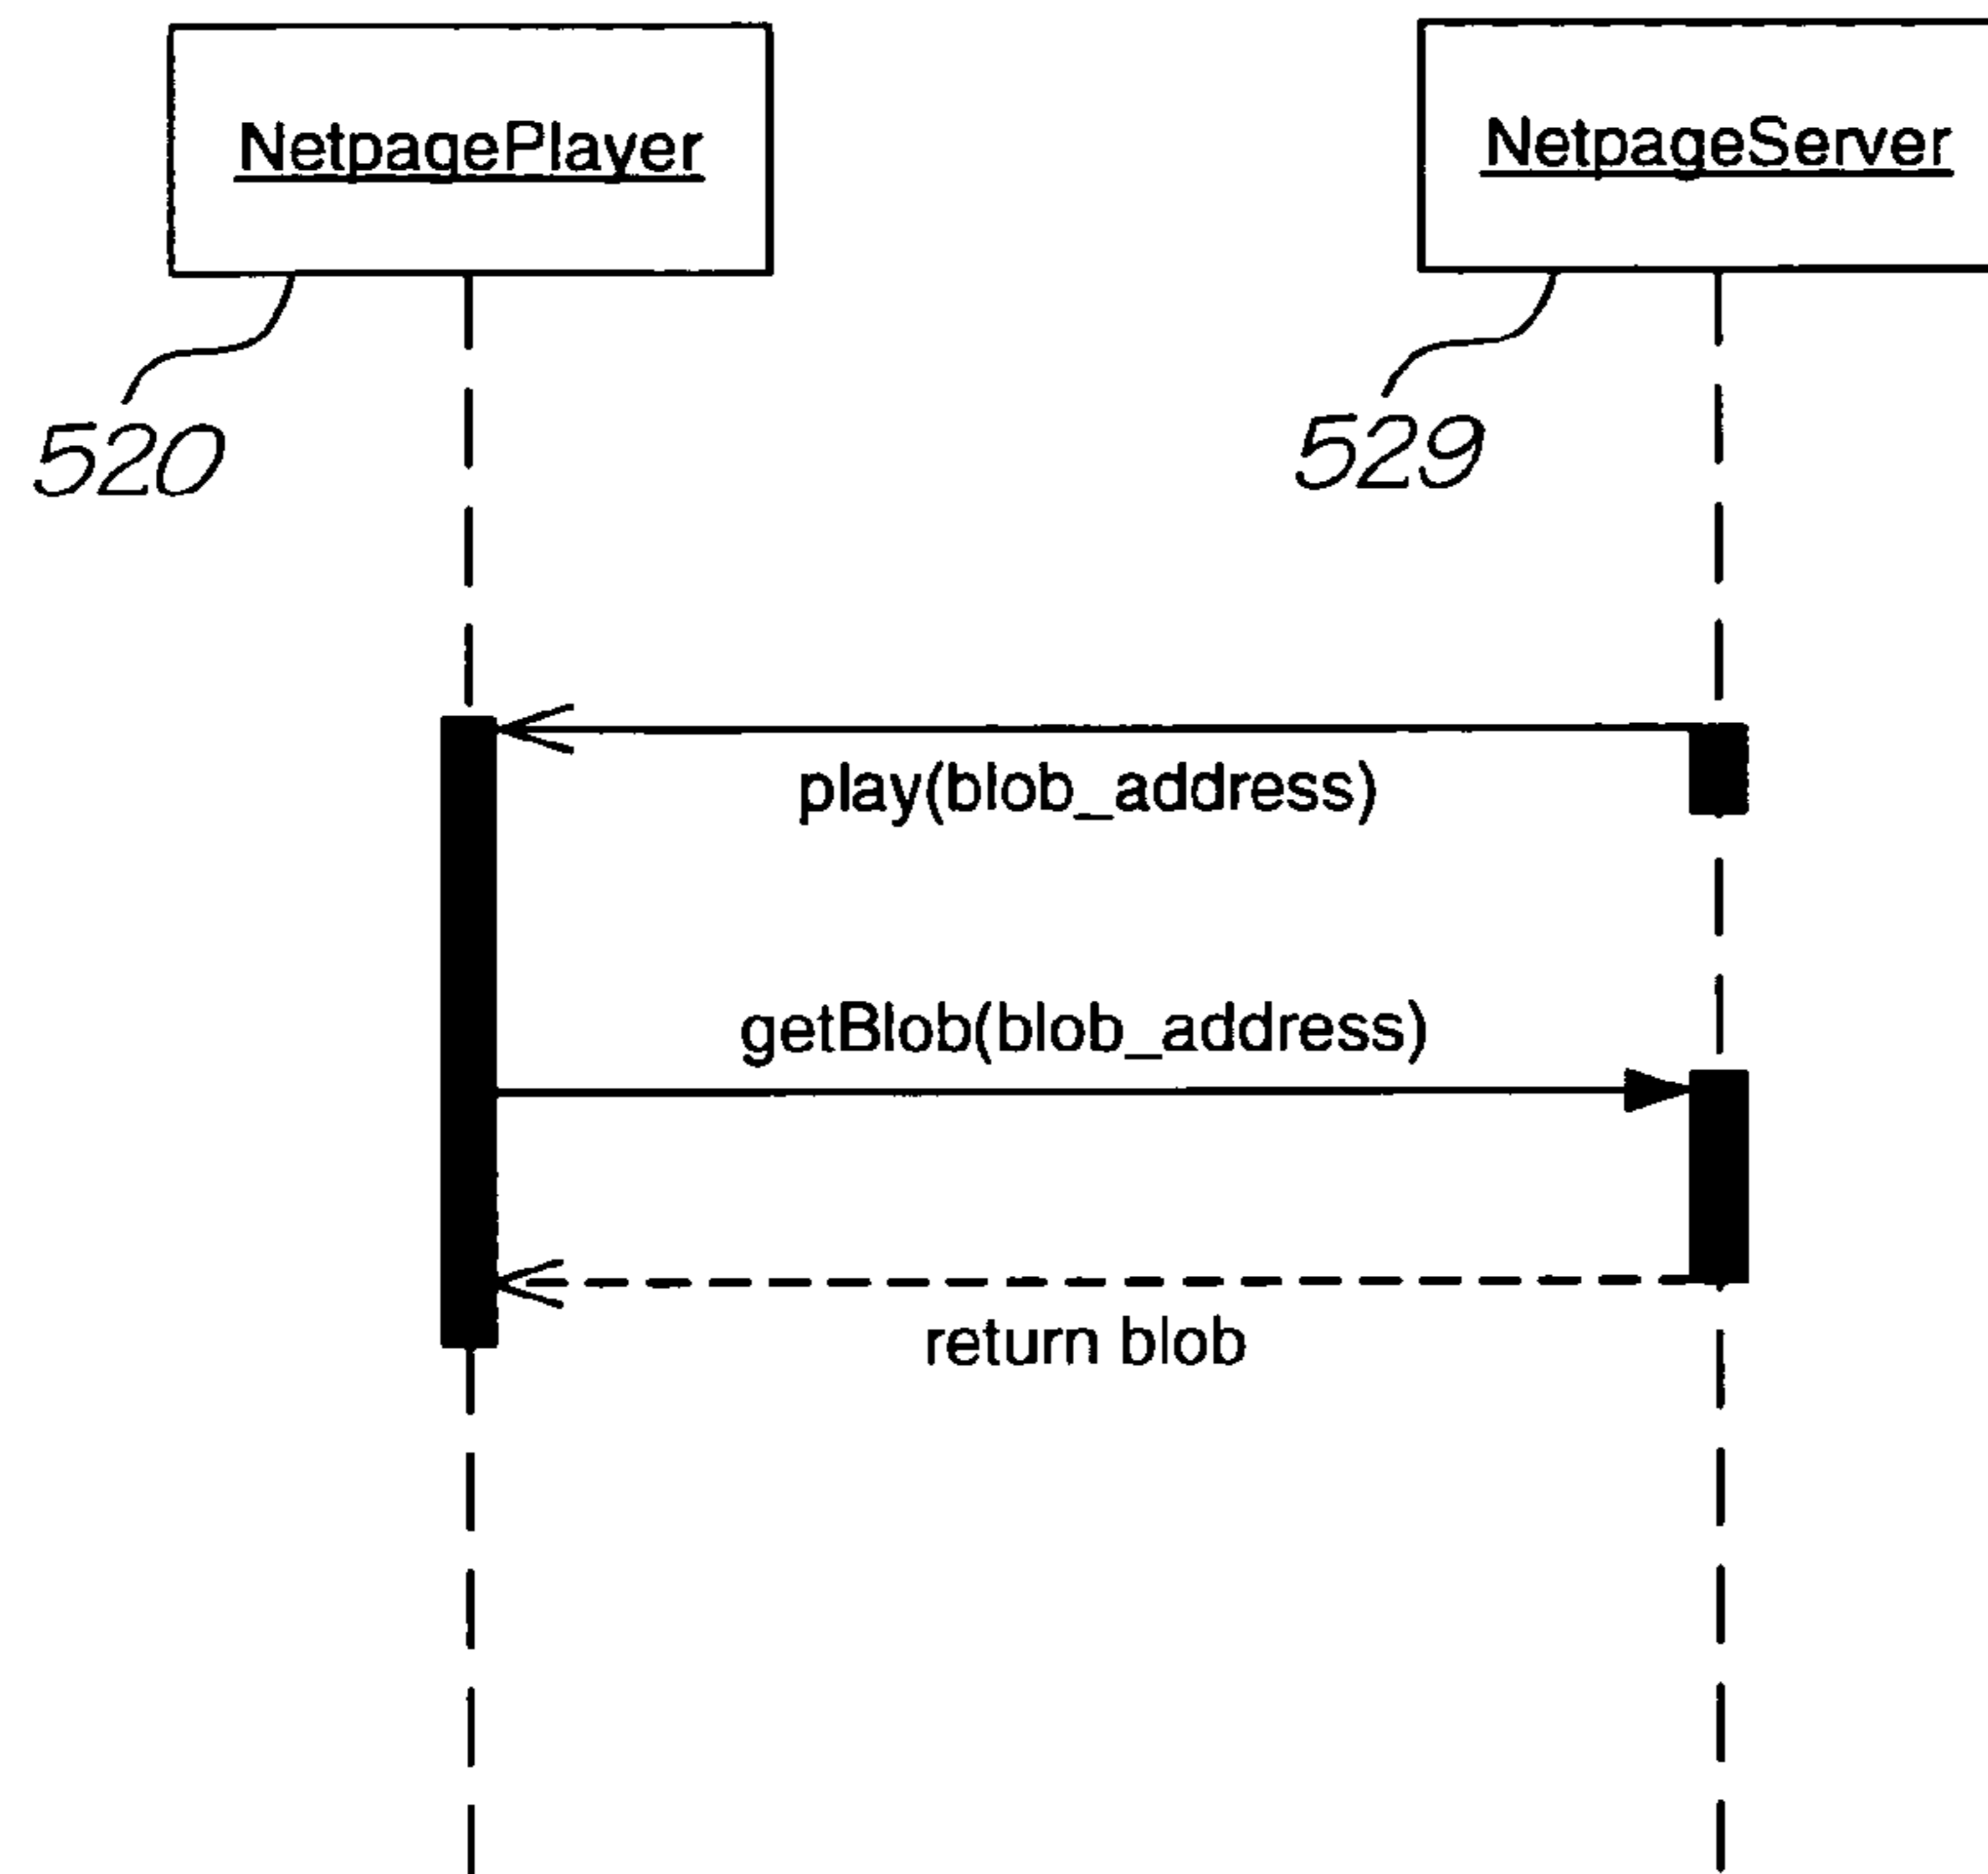 NetpagePlayer
NetpageServer
520
529
play(blob_address)
getBlob(blob_address)
return blob